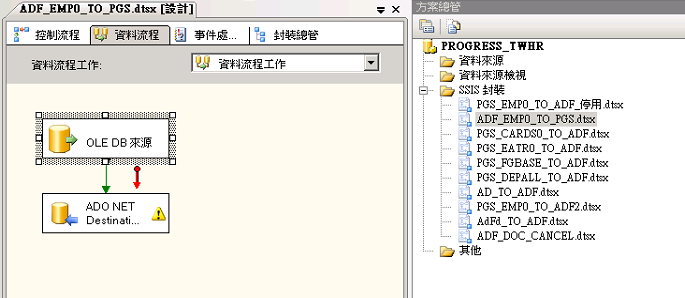 ADF_EMP0_TO_PGS.dtsx [設計]
控制流程
資料流程
事件處...
封裝總管
資料流程工作:
資料流程工作
OLE DB 來源
ADO NET
Destinati...
方案總管
PROGRESS_TWHR
資料來源
資料來源檢視
SSIS 封裝
PGS_EMP0_TO_ADF_停用.dtsx
ADF_EMP0_TO_PGS.dtsx
PGS_CARDS0_TO_ADF.dtsx
PGS_EATR0_TO_ADF.dtsx
PGS_FGBASE_TO_ADF.dtsx
PGS_DEPALL_TO_ADF.dtsx
AD_TO_ADF.dtsx
PGS_EMP0_TO_ADF2.dtsx
AdFd_TO_ADF.dtsx
ADF_DOC_CANCEL.dtsx
其他